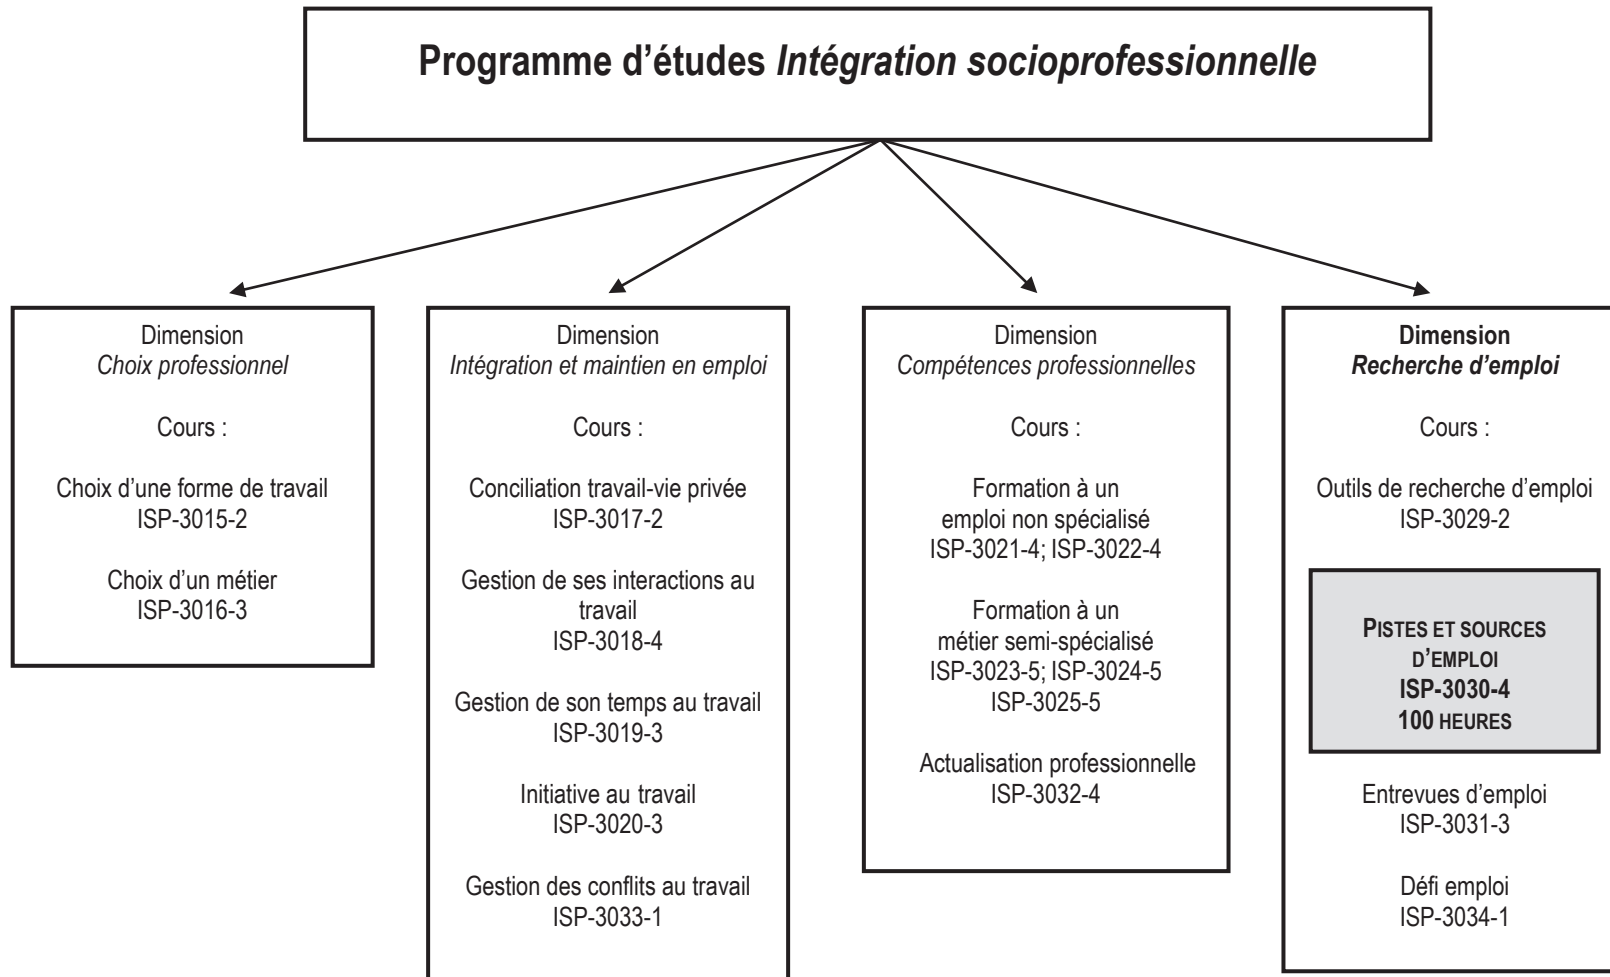 Programme d'études Intégration socioprofessionnelle
Dimension
Choix professionnel
Cours :
Choix d'une forme de travail
ISP-3015-2
Choix d'un métier
ISP-3016-3
Dimension
Intégration et maintien en emploi
Cours :
Conciliation travail-vie privée
ISP-3017-2
Gestion de ses interactions au
travail
ISP-3018-4
Gestion de son temps au travail
ISP-3019-3
Initiative au travail
ISP-3020-3
Gestion des conflits au travail
ISP-3033-1
Dimension
Compétences professionnelles
Cours :
Formation à un
emploi non spécialisé
ISP-3021-4; ISP-3022-4
Formation à un
métier semi-spécialisé
ISP-3023-5; ISP-3024-5
ISP-3025-5
Actualisation professionnelle
ISP-3032-4
Dimension
Recherche d'emploi
Cours :
Outils de recherche d'emploi
ISP-3029-2
PISTES ET SOURCES
D'EMPLOI
ISP-3030-4
100 HEURES
Entrevues d'emploi
ISP-3031-3
Défi emploi
ISP-3034-1